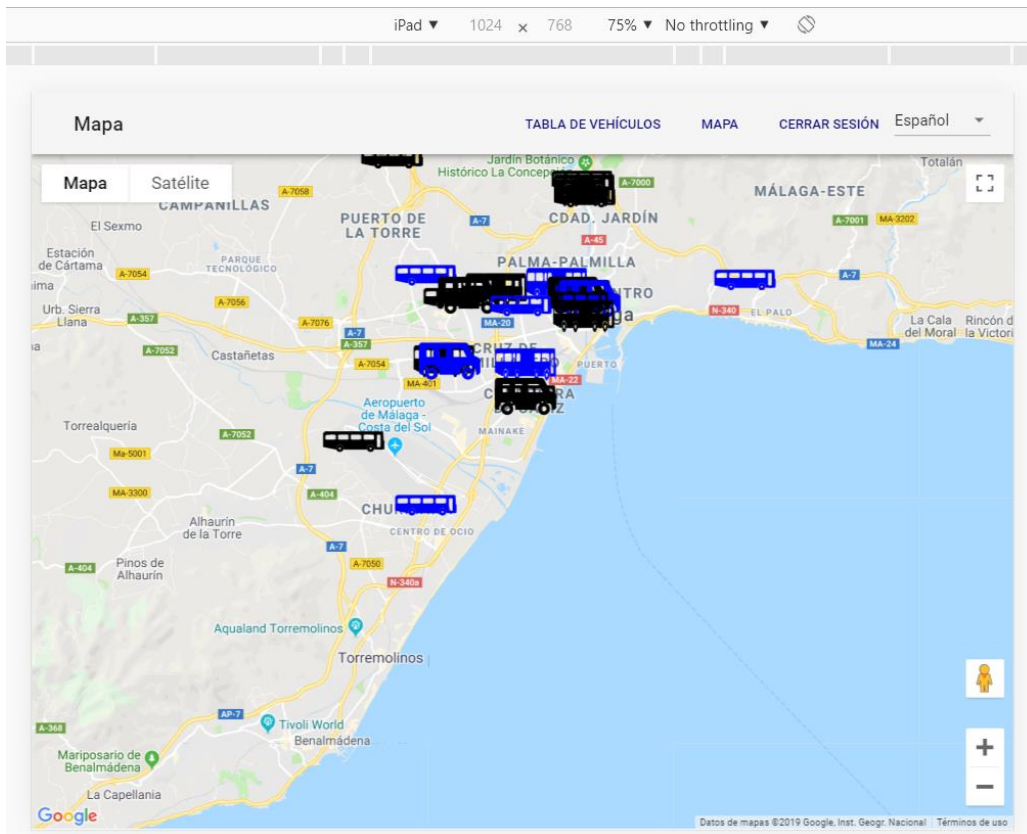 iPad ▼ 1024 × 768 75% ▼ No throttling ▼
Mapa TABLA DE VEHÍCULOS MAPA CERRAR SESIÓN Español
Mapa Satélite
Jardín Botánico
Histórico La
Totalán
A-7000
A-7058
MÁLAGA-ESTE
CAMPANILLAS
PUERTO DE
LA TORRE
A-7
CDAD. JARDÍN
A-7001
MA-3202
El Sexmo
A-45
Estación
de Cártama
PARQUE
TECNOLÓGICO
PALMA-PALMILLA
A-7054
A-7
A-7056
Urb. Sierra
Llana
A-357
A-7076
MA-20
N-340
EL PALO
La Cala
del Moral
Rincón d
la Victori
A-7
A-357
MA-24
A-7052
Castañetas
A-7054
CRUZ DE
PUERTO
MA-401
MA-22
Aeropuerto
de Málaga -
Costa del Sol
Torrealquería
A-7052
MAINAKE
Ma-5001
A-7
MA-3300
A-404
Alhaurín
de la Torre
CENTRO DE OCIO
A-7
A-404
Pinos de
Alhaurín
A-7050
N-340a
Aqualand Torremolinos
Torremolinos
AP-7
A-368
Tivoli World
Benalmádena
Mariposario de
Benalmádena
La Capellania
Google
Datos de mapas ©2019 Google, Inst. Geogr. Nacional Términos de uso